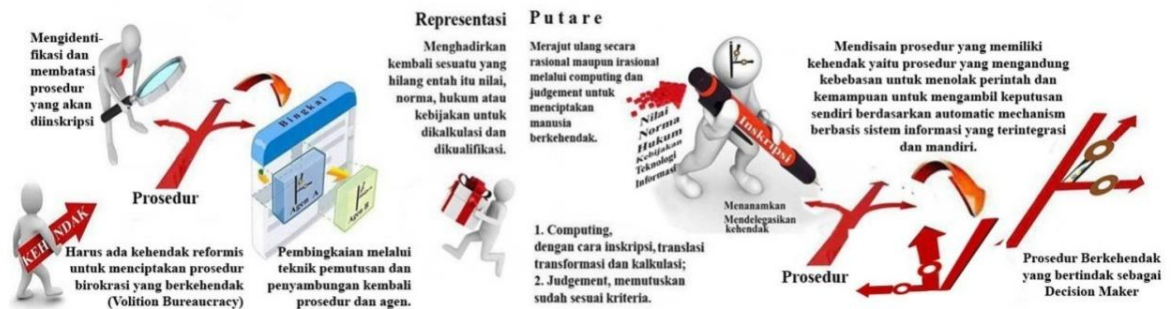 Mengidenti-
fikasi dan
membatasi
prosedur
yang akan
diinskripsi
Prosedur
KEHNDAK
Harus ada kehendak reformis
untuk menciptakan prosedur
birokrasi yang berkehendak
(Volition Bureaucracy)
Bingkai
Agen A
Agen B
Pembingkaian melalui
teknik pemutusan dan
penyambungan kembali
prosedur dan agen.
Representasi
Menghadirkan
kembali sesuatu yang
hilang entah itu nilai,
norma, hukum atau
kebijakan untuk
dikalkulasi dan
dikualifikasi.
Putare
Merajut ulang secara
rasional maupun irasional
melalui computing dan
judgement untuk
menciptakan
manusia
berkehendak.
1. Computing,
dengan cara inskripsi, translasi
transformasi dan kalkulasi;
2. Judgement, memutuskan
sudah sesuai kriteria.
Nilai
Norma
Hukum
Kebijakan
Teknologi
Informasi
Inskripsi
Menanamkan
Mendelegasikan
kehendak
Mendisain prosedur yang memiliki
kehendak yaitu prosedur yang mengandung
kebebasan untuk menolak perintah dan
kemampuan untuk mengambil keputusan
sendiri berdasarkan automatic mechanism
berbasis sistem informasi yang terintegrasi
dan mandiri.
Prosedur
Prosedur Berkehendak
yang bertindak sebagai
Decision Maker